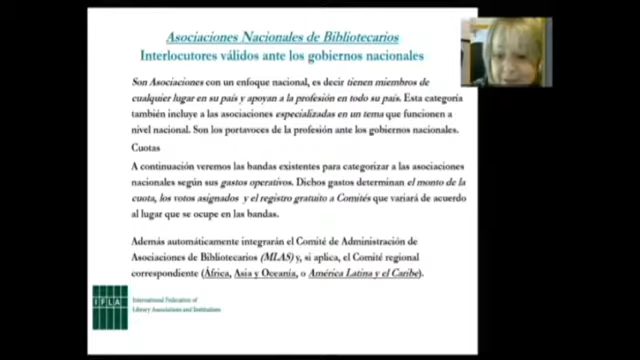 Asociaciones Nacionales de Bibliotecarios
Interlocutores válidos ante los gobiernos nacionales
Son Asociaciones con un enfoque nacional, es decir tienen miembros de
cualquier lugar en su país y apoyan a la profesión en todo su país. Esta categoría
también incluye a las asociaciones especializadas en un tema que funcionen a
nivel nacional. Son los portavoces de la profesión ante los gobiernos nacionales.
Cuotas
A continuación veremos las bandas existentes para categorizar a las asociaciones
nacionales según sus gastos operativos. Dichos gastos determinan el monto de la
cuota, los votos asignados y el registro gratuito a Comités que variará de acuerdo
al lugar que se ocupe en las bandas.
Además automáticamente integrarán el Comité de Administración de
Asociaciones de Bibliotecarios (MLAS) y, si aplica, el Comité regional
correspondiente (África, Asia y Oceanía, o América Latina y el Caribe).
IFLA
International Federation of
Library Associations and Institutions